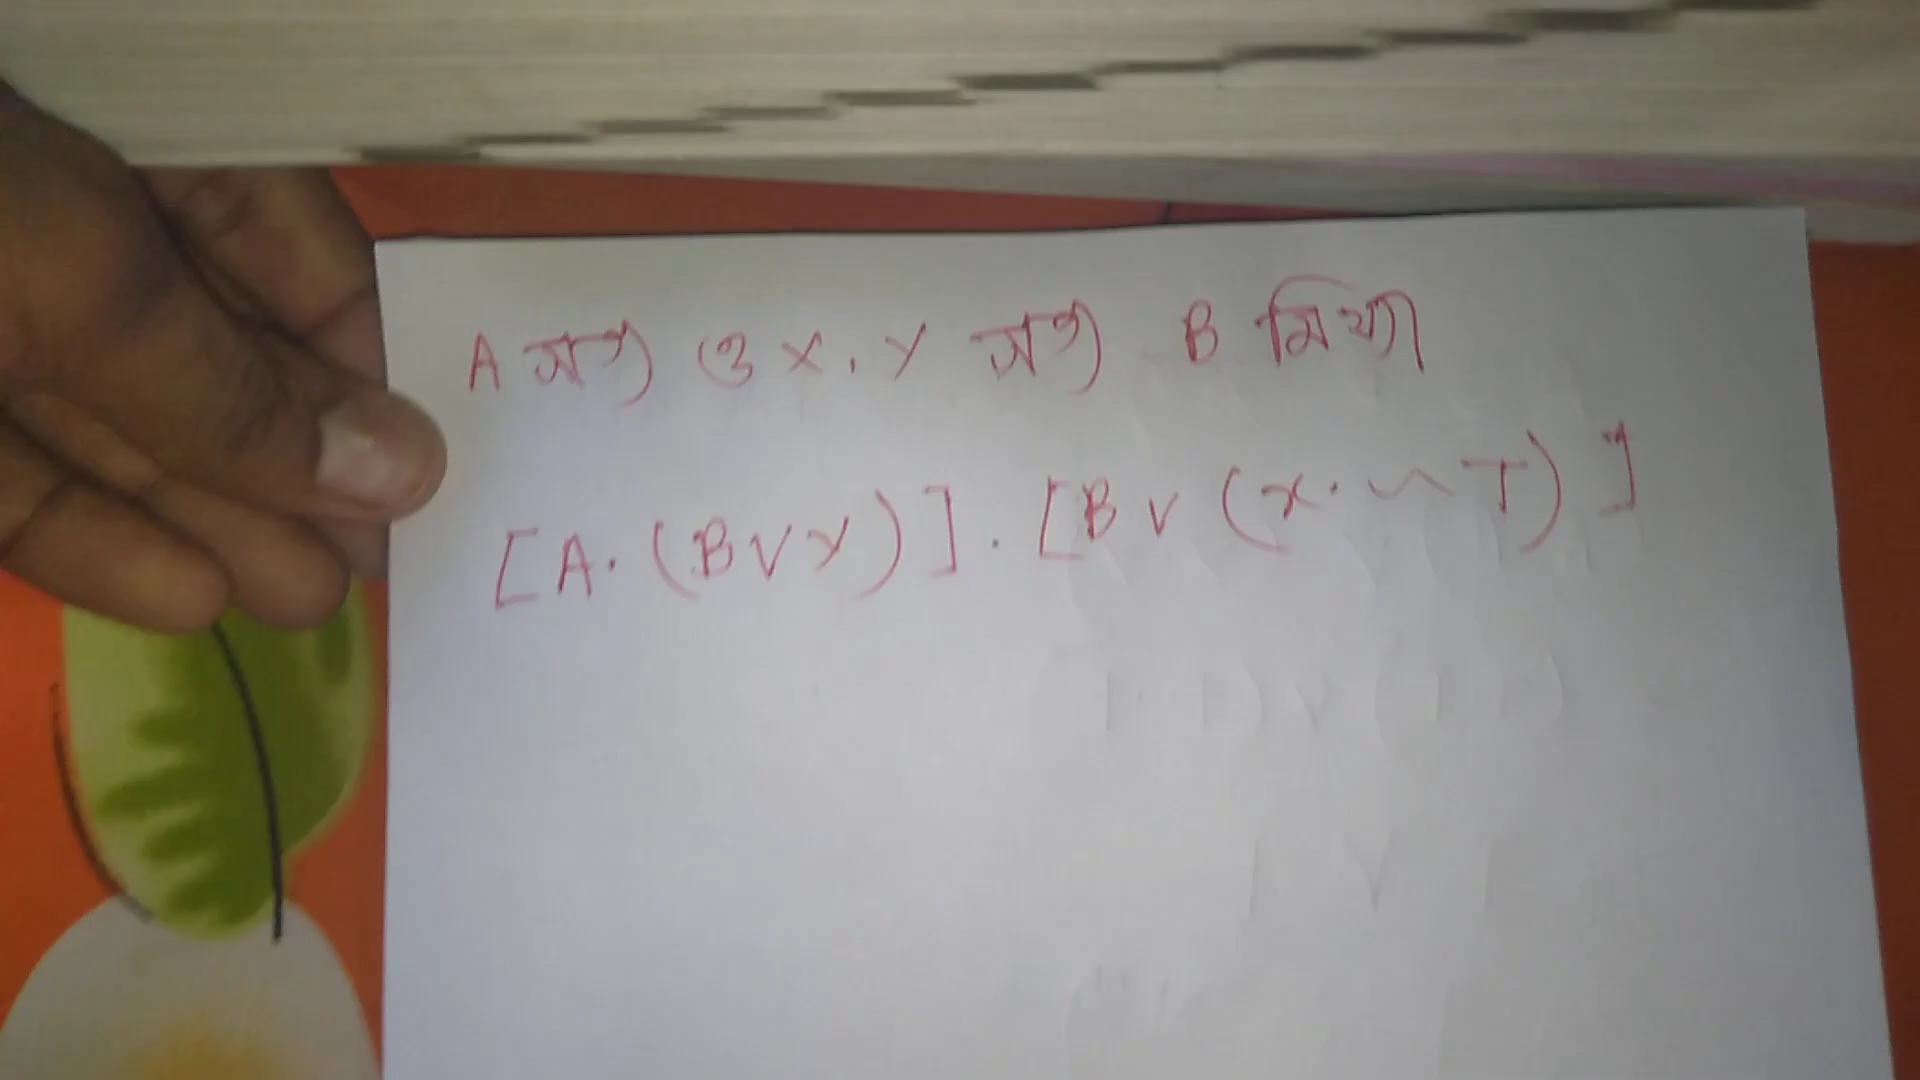 A সত্য ও X, Y সত্য B মিথ্যা
[A. (B V Y)]. [B V (X. ~ T)]